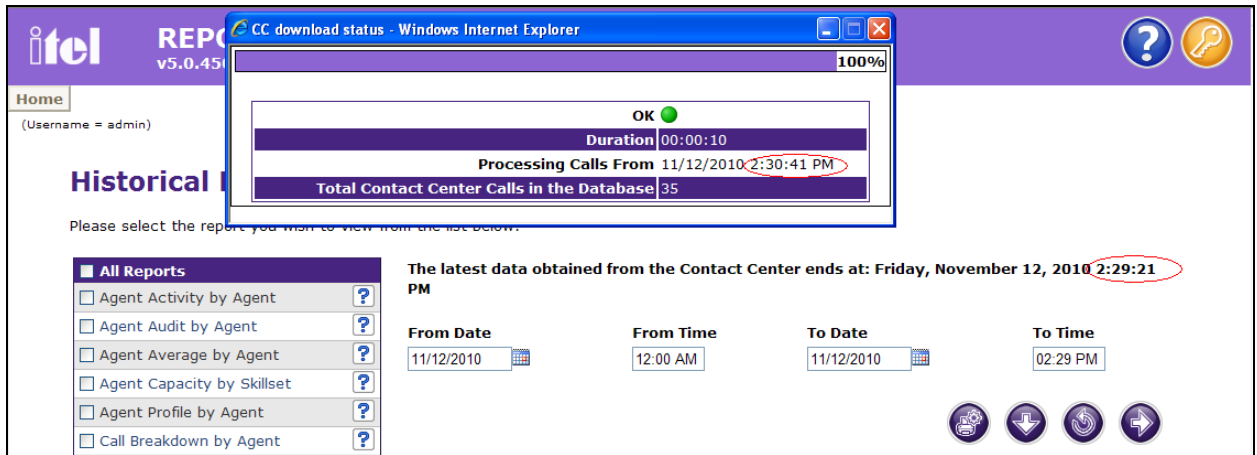 CC download status - Windows Internet Explorer
100%
OK
Duration 00:00:10
Processing Calls From 11/12/2010 2:30:41 PM
Total Contact Center Calls in the Database 35
itel
REPO
v5.0.450
?
Home
(Username = admin)
Historical
Please select the report you wish to view from the list below:
All Reports
Agent Activity by Agent ?
Agent Audit by Agent ?
Agent Average by Agent ?
Agent Capacity by Skillset ?
Agent Profile by Agent ?
Call Breakdown by Agent ?
The latest data obtained from the Contact Center ends at: Friday, November 12, 2010 2:29:21
PM
From Date From Time To Date To Time
11/12/2010 12:00 AM 11/12/2010 02:29 PM